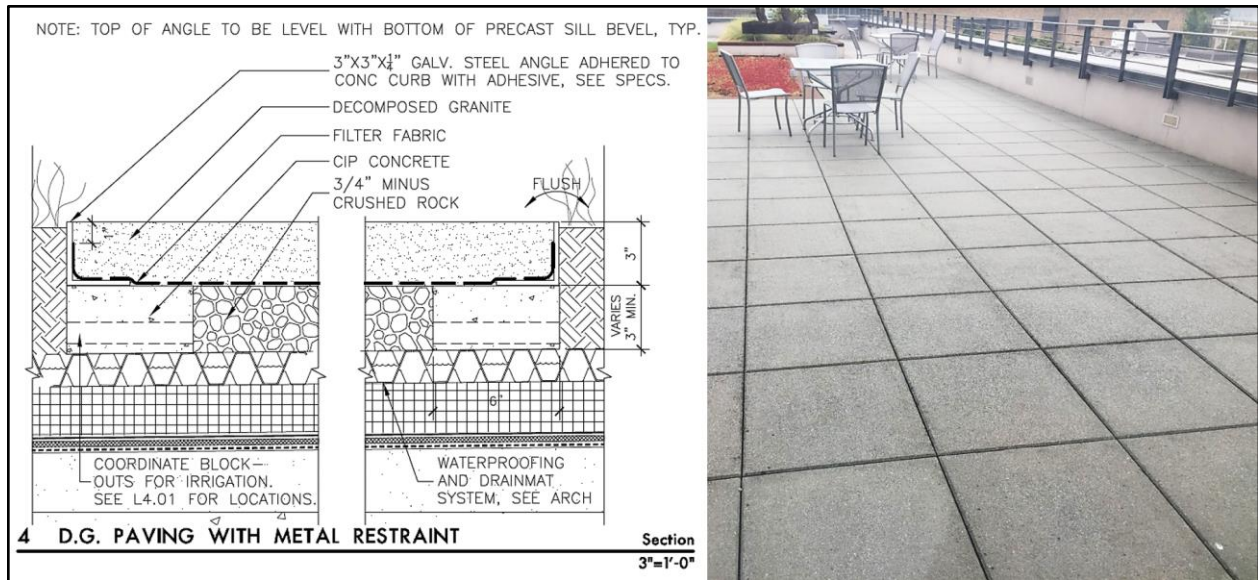 NOTE: TOP OF ANGLE TO BE LEVEL WITH BOTTOM OF PRECAST SILL BEVEL, TYP.
3"X3"X¼" GALV. STEEL ANGLE ADHERED TO
CONC CURB WITH ADHESIVE, SEE SPECS.
DECOMPOSED GRANITE
FILTER FABRIC
CIP CONCRETE
3/4" MINUS
CRUSHED ROCK
FLUSH
1"
3"
VARIES
3" MIN.
6"
COORDINATE BLOCK-
OUTS FOR IRRIGATION.
SEE L4.01 FOR LOCATIONS.
WATERPROOFING
AND DRAINMAT
SYSTEM, SEE ARCH
4 D.G. PAVING WITH METAL RESTRAINT
Section
3"=1'-0"